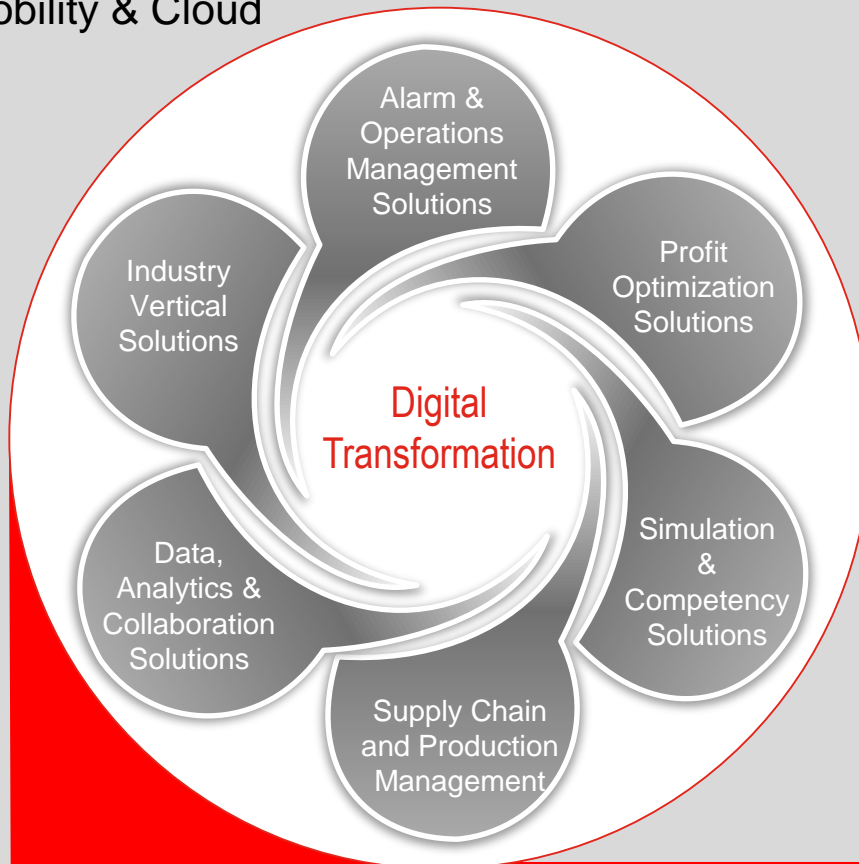 & Cloud
Alarm &
Operations
Management
Solutions
Profit
Optimization
Solutions
Industry
Vertical
Solutions
Digital
Transformation
Simulation
&
Competency
Solutions
Data,
Analytics &
Collaboration
Solutions
Supply Chain
and Production
Management